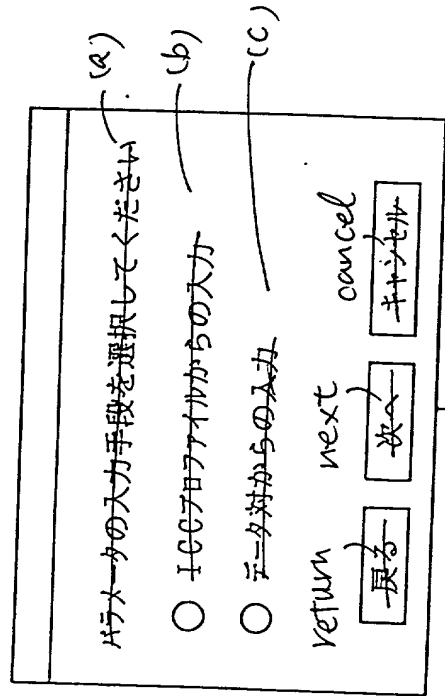 パラメータの入力手段を選択してください (a)
○ ICCプロファイルからの入力 (b)
○ データ対からの入力 (c)
return next cancel
戻る 次へ キャンセル